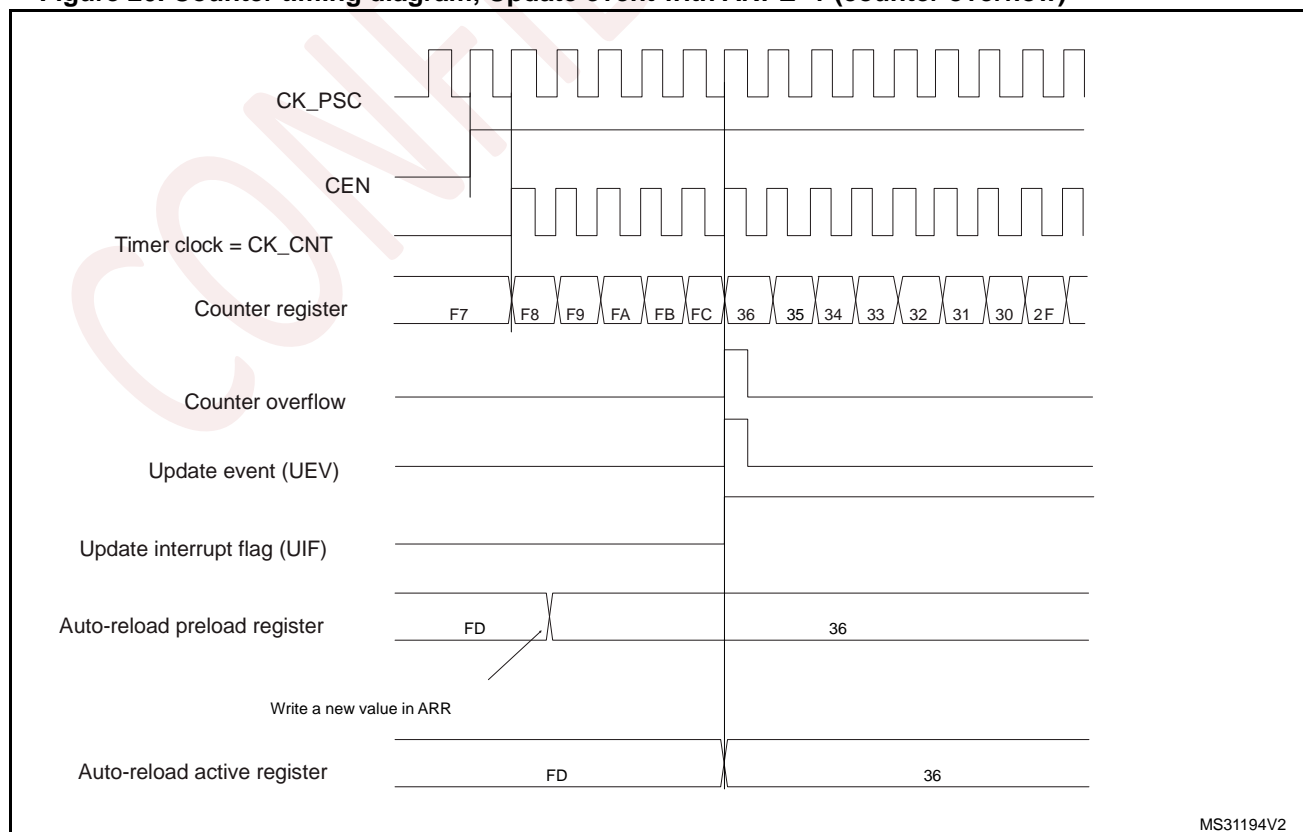 CONFI
CK_PSC
CEN
Timer clock = CK_CNT
Counter register
F7 F8 F9 FA FB FC 36 35 34 33 32 31 30 2F
Counter overflow
Update event (UEV)
Update interrupt flag (UIF)
Auto-reload preload register
FD 36
Write a new value in ARR
Auto-reload active register
FD 36
MS31194V2